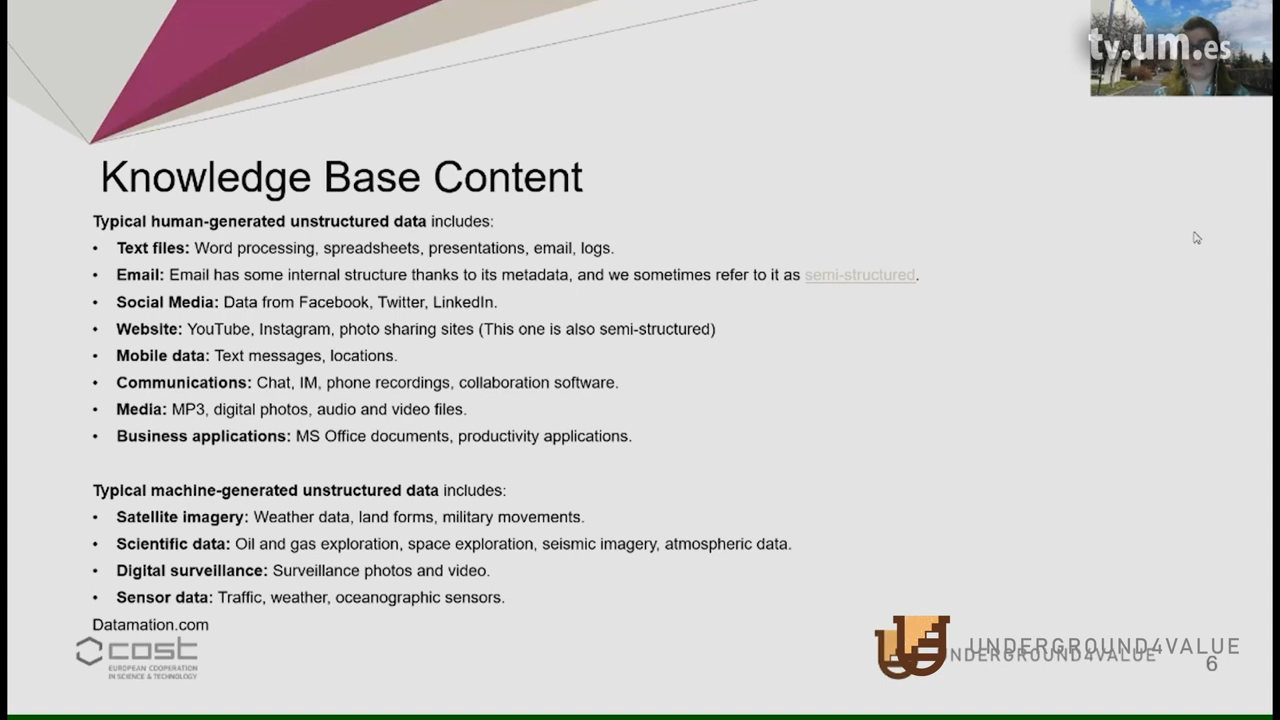 tv.um.es
Knowledge Base Content
Typical human-generated unstructured data includes:
• Text files: Word processing, spreadsheets, presentations, email, logs.
• Email: Email has some internal structure thanks to its metadata, and we sometimes refer to it as semi-structured.
• Social Media: Data from Facebook, Twitter, LinkedIn.
• Website: YouTube, Instagram, photo sharing sites (This one is also semi-structured)
• Mobile data: Text messages, locations.
• Communications: Chat, IM, phone recordings, collaboration software.
• Media: MP3, digital photos, audio and video files.
• Business applications: MS Office documents, productivity applications.
Typical machine-generated unstructured data includes:
• Satellite imagery: Weather data, land forms, military movements.
• Scientific data: Oil and gas exploration, space exploration, seismic imagery, atmospheric data.
• Digital surveillance: Surveillance photos and video.
• Sensor data: Traffic, weather, oceanographic sensors.
Datamation.com
cost
EUROPEAN COOPERATION
IN SCIENCE & TECHNOLOGY
UNDERGROUND4VALUE
NDERGROUND4VALUE
6